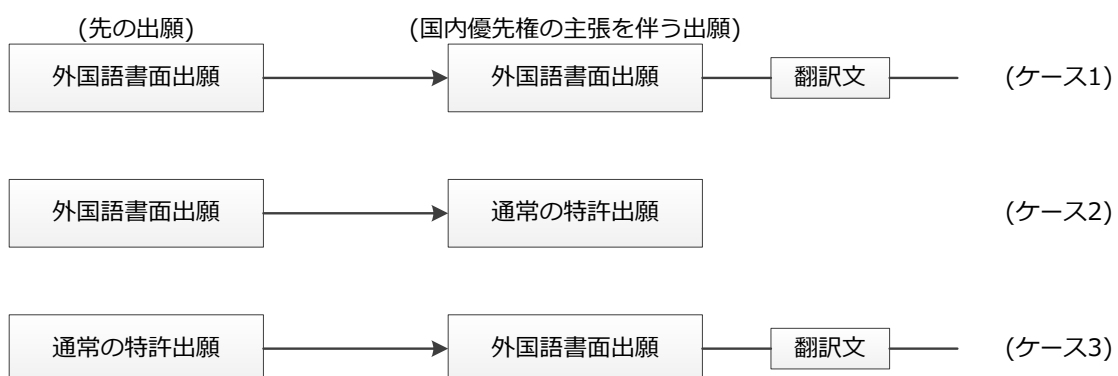 (先の出願) (国内優先権の主張を伴う出願)
外国語書面出願 外国語書面出願 翻訳文 (ケース1)
外国語書面出願 通常の特許出願 (ケース2)
通常の特許出願 外国語書面出願 翻訳文 (ケース3)